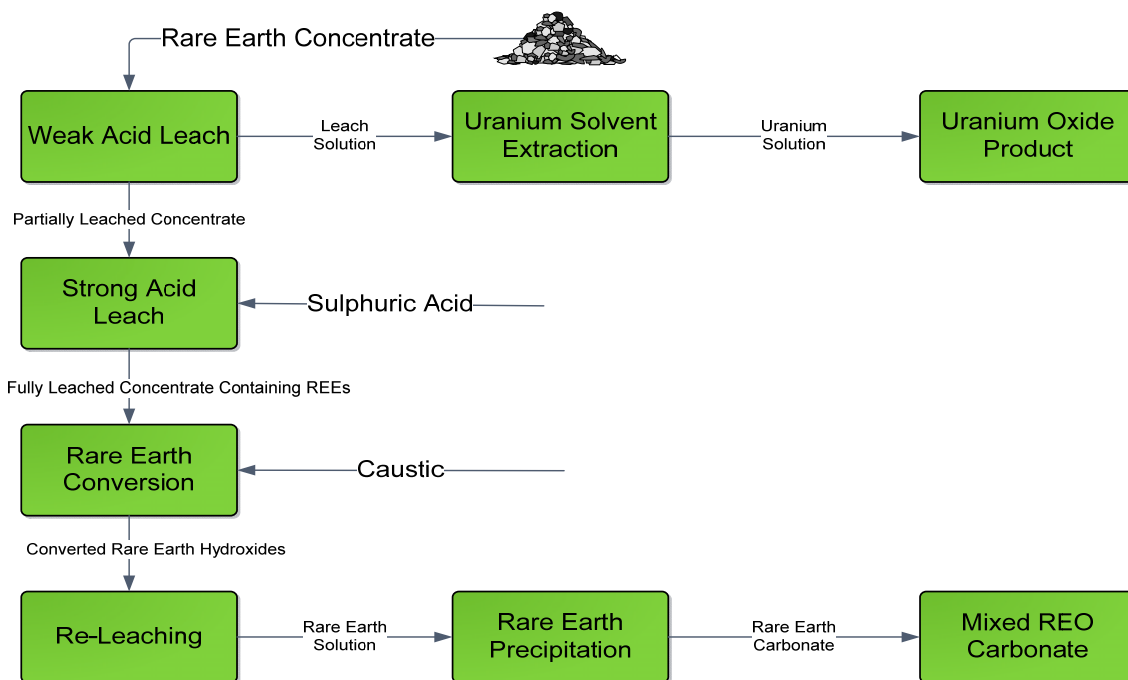 Rare Earth Concentrate
Weak Acid Leach
Leach
Solution
Uranium Solvent
Extraction
Uranium
Solution
Uranium Oxide
Product
Partially Leached Concentrate
Strong Acid
Leach
Sulphuric Acid
Fully Leached Concentrate Containing REEs
Rare Earth
Conversion
Caustic
Converted Rare Earth Hydroxides
Re-Leaching
Rare Earth
Solution
Rare Earth
Precipitation
Rare Earth
Carbonate
Mixed REO
Carbonate